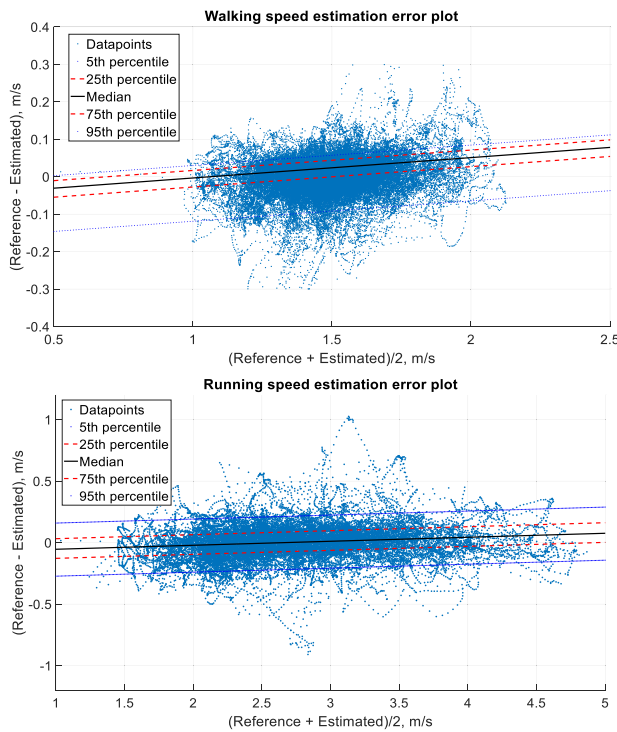 Walking speed estimation error plot
0.4
0.3
0.2
0.1
0
-0.1
-0.2
-0.3
-0.4
(Reference - Estimated), m/s
Datapoints
5th percentile
25th percentile
Median
75th percentile
95th percentile
0.5 1 1.5 2 2.5
(Reference + Estimated)/2, m/s
Running speed estimation error plot
1
0.5
0
-0.5
-1
(Reference - Estimated), m/s
Datapoints
5th percentile
25th percentile
Median
75th percentile
95th percentile
1 1.5 2 2.5 3 3.5 4 4.5 5
(Reference + Estimated)/2, m/s